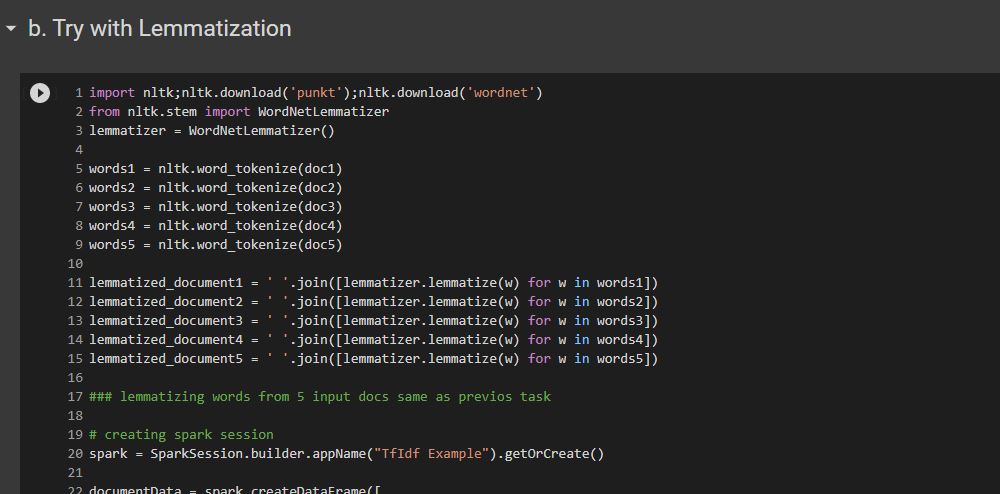 b. Try with Lemmatization
1 import nltk;nltk.download('punkt');nltk.download('wordnet')
2 from nltk.stem import WordNetLemmatizer
3 lemmatizer = WordNetLemmatizer()
4
5 words1 = nltk.word_tokenize(doc1)
6 words2 = nltk.word_tokenize(doc2)
7 words3 = nltk.word_tokenize(doc3)
8 words4 = nltk.word_tokenize(doc4)
9 words5 = nltk.word_tokenize(doc5)
10
11 lemmatized_document1 = ' '.join([lemmatizer.lemmatize(w) for w in words1])
12 lemmatized_document2 = ' '.join([lemmatizer.lemmatize(w) for w in words2])
13 lemmatized_document3 = ' '.join([lemmatizer.lemmatize(w) for w in words3])
14 lemmatized_document4 = ' '.join([lemmatizer.lemmatize(w) for w in words4])
15 lemmatized_document5 = ' '.join([lemmatizer.lemmatize(w) for w in words5])
16
17 ### lemmatizing words from 5 input docs same as previos task
18
19 # creating spark session
20 spark = SparkSession.builder.appName("TfIdf Example").getOrCreate()
21
22 documentData = spark.createDataFrame([